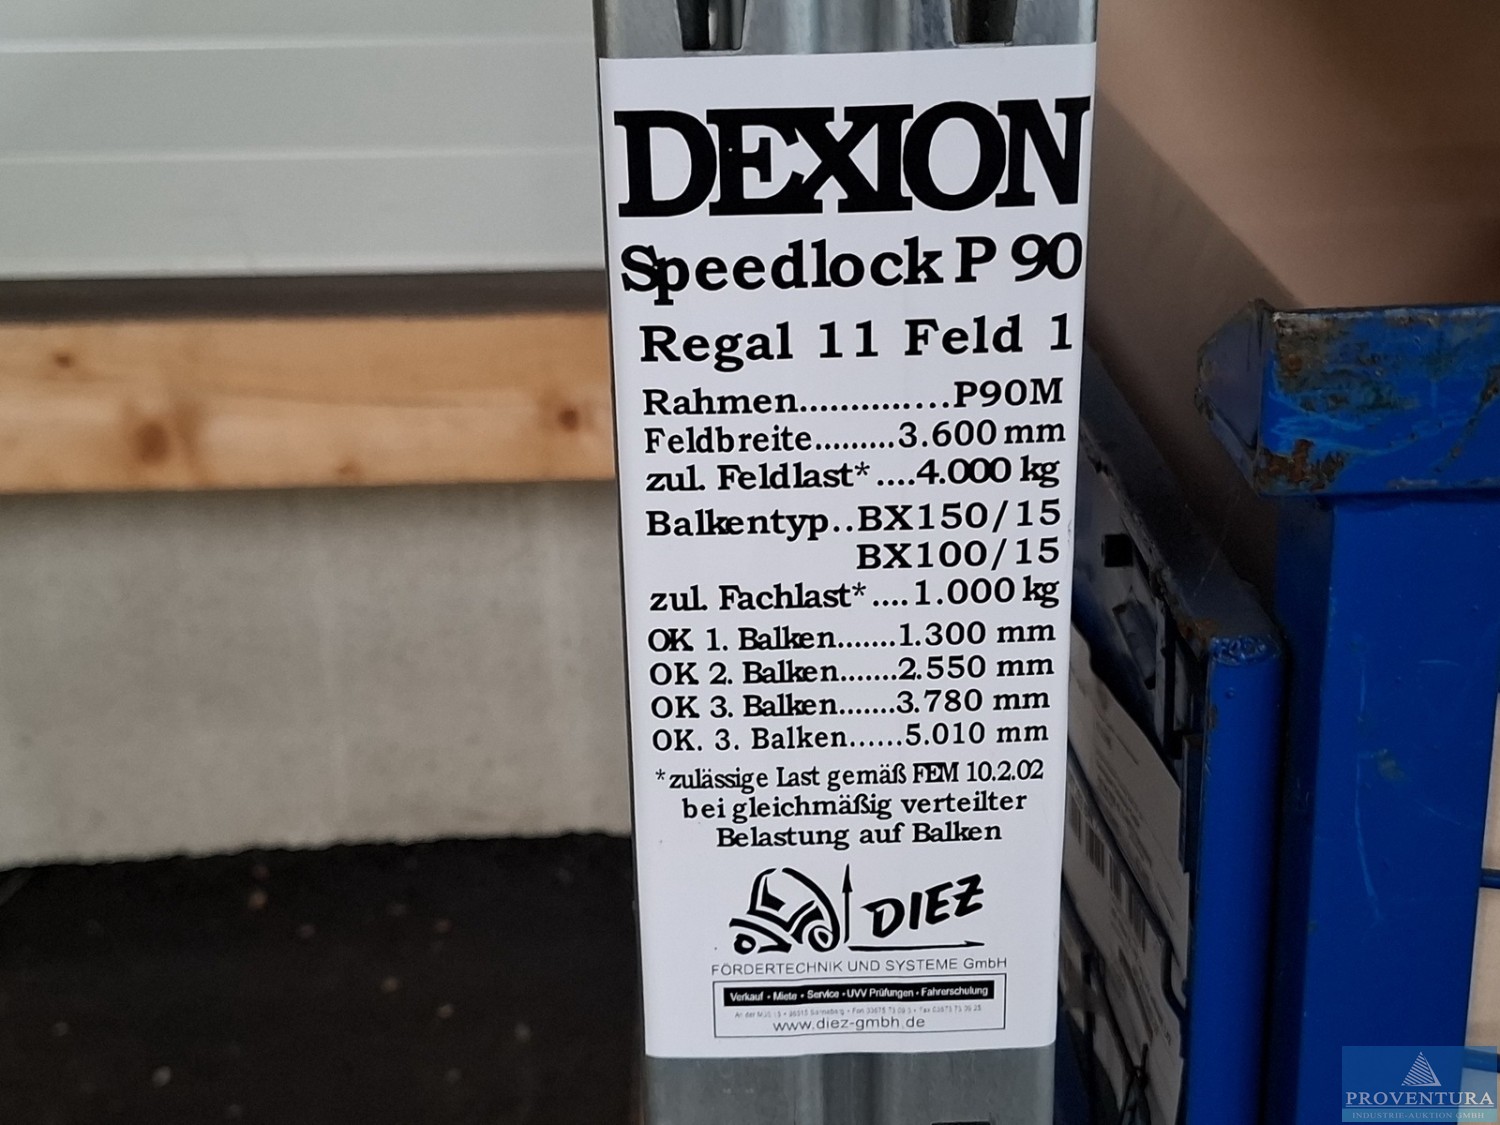 DEXION
Speedlock P 90
Regal 11 Feld 1
Rahmen..............P90M
Feldbreite.........3.600 mm
zul. Feldlast*....4.000 kg
Balkentyp..BX150/15
BX100/15
zul. Fachlast*....1.000 kg
OK 1. Balken.......1.300 mm
OK 2. Balken.......2.550 mm
OK 3. Balken.......3.780 mm
OK. 3. Balken......5.010 mm
*zulässige Last gemäß FEM 10.2.02
bei gleichmäßig verteilter
Belastung auf Balken
DIEZ
FÖRDERTECHNIK UND SYSTEME GmbH
Verkauf • Miete • Service • UVV Prüfungen • Fahrerschulung
www.diez-gmbh.de
PROVENTURA
INDUSTRIE-AUKTION GMBH